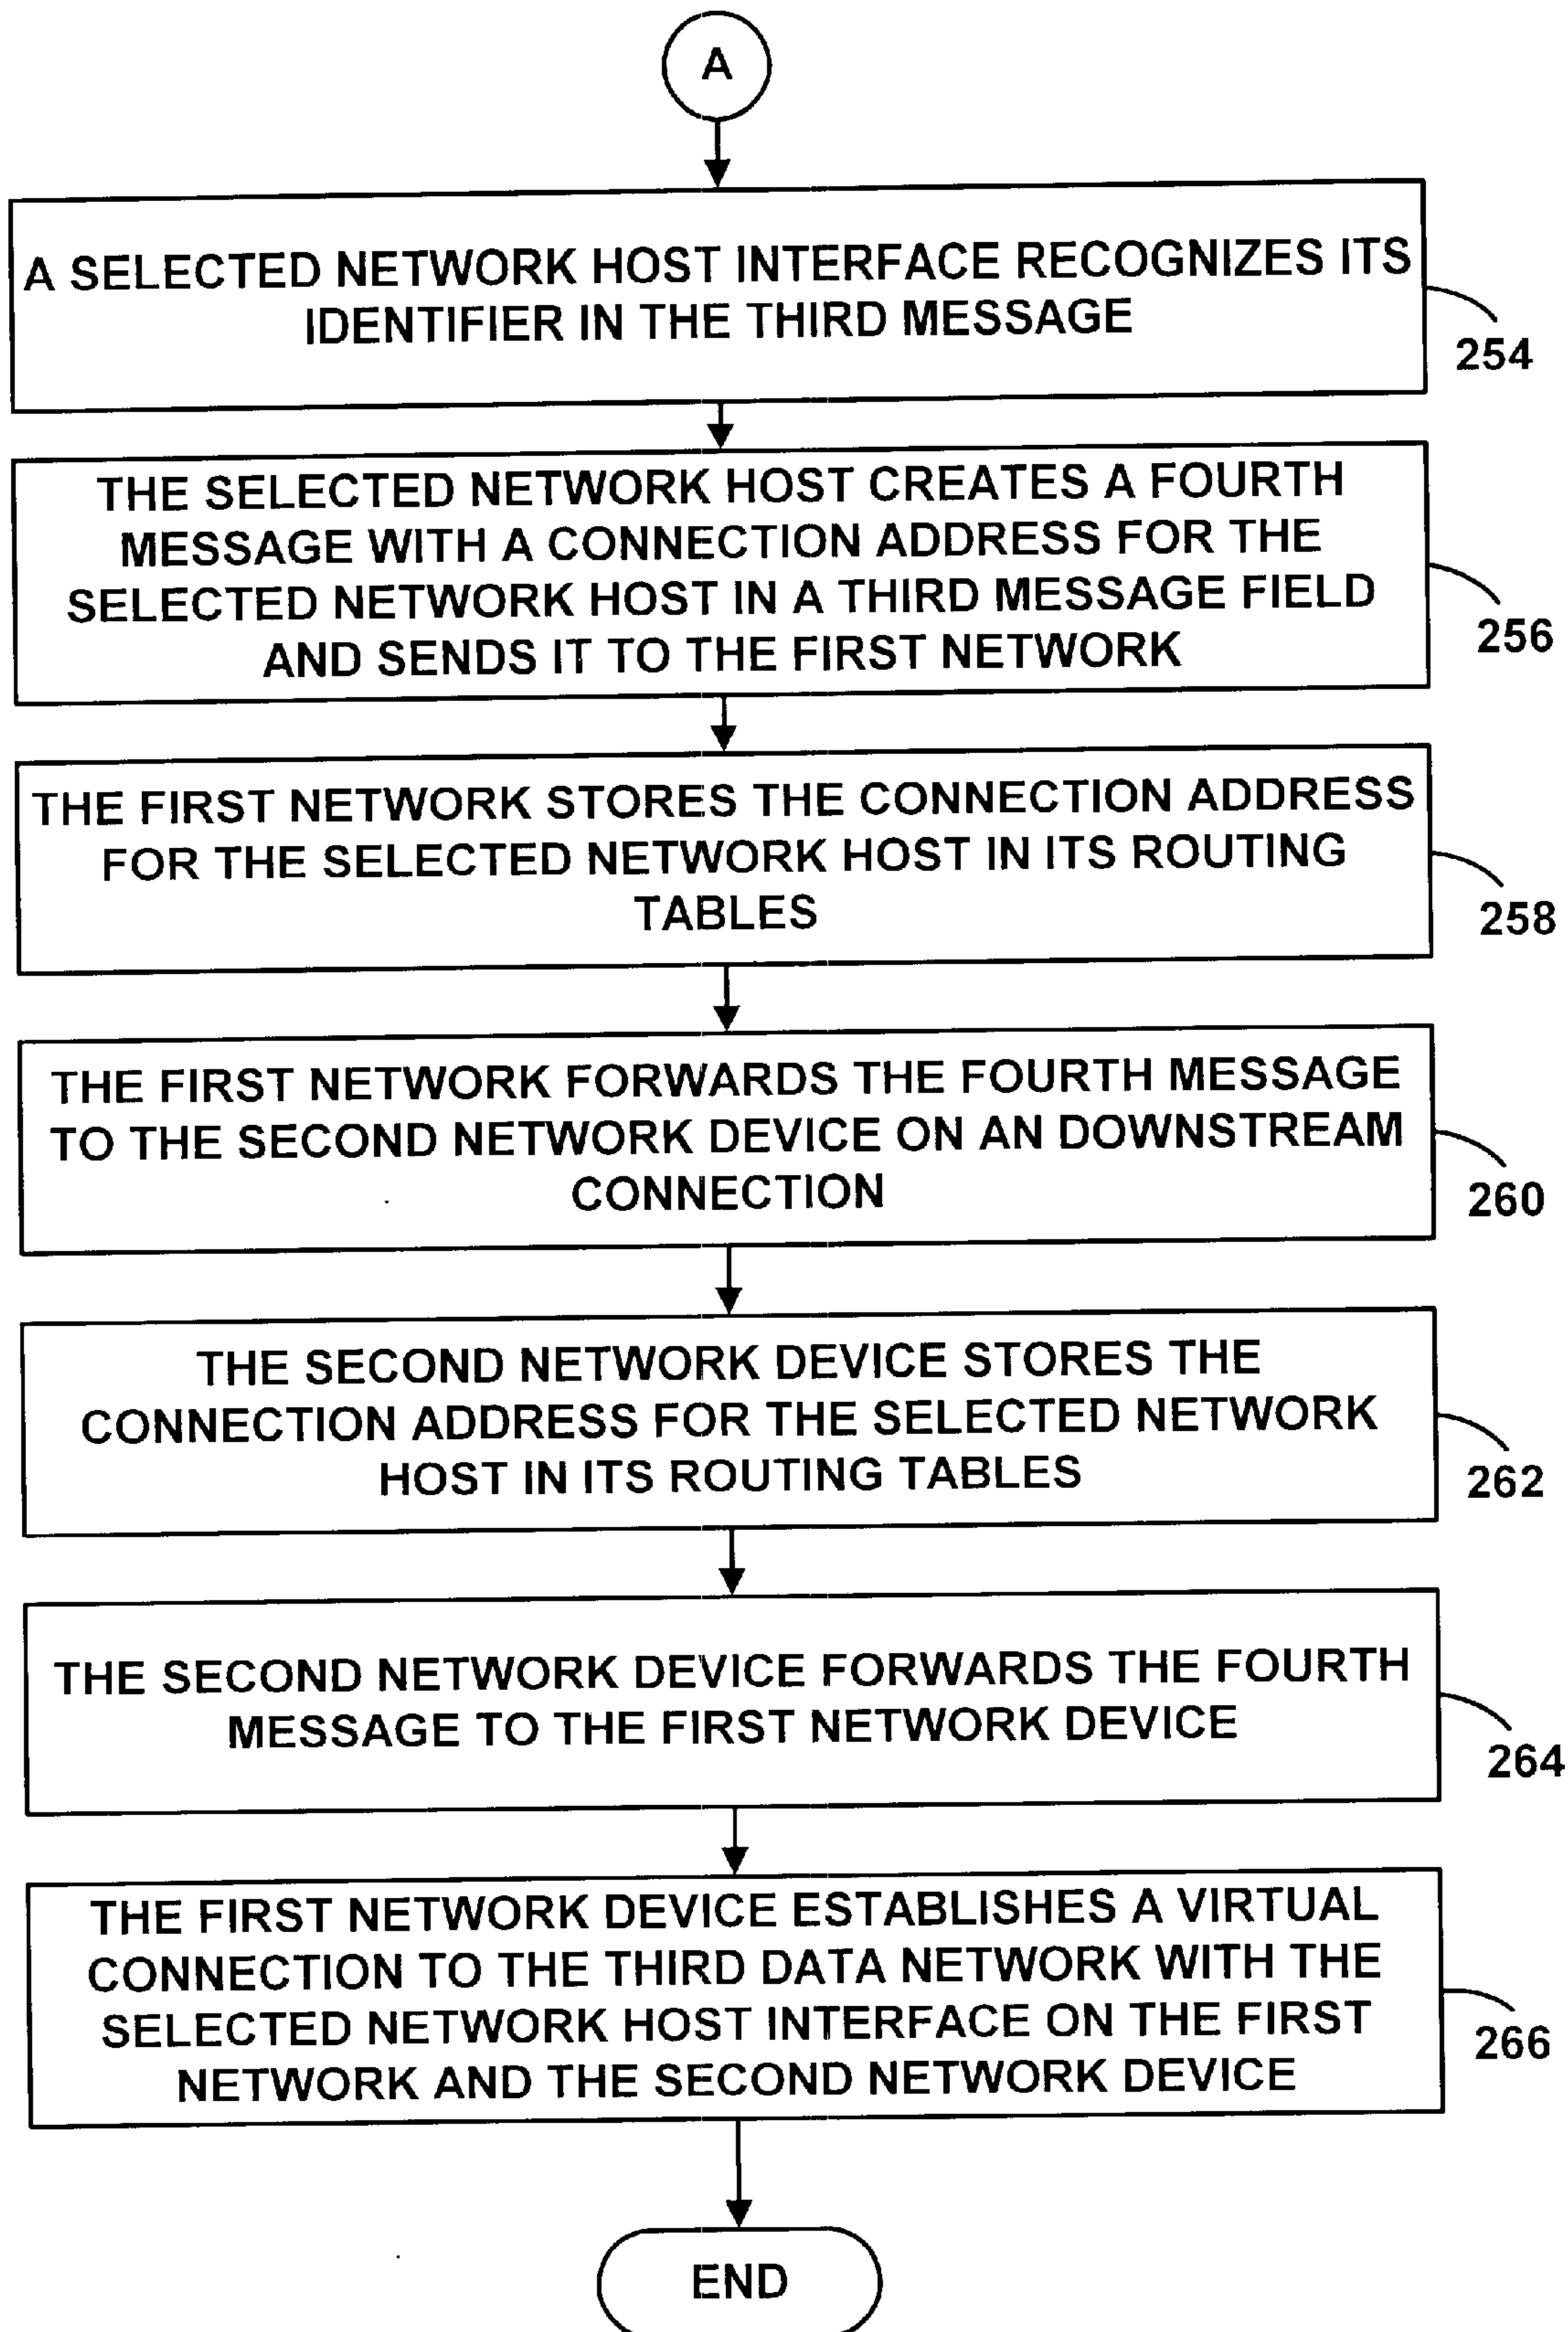 A
A SELECTED NETWORK HOST INTERFACE RECOGNIZES ITS
IDENTIFIER IN THE THIRD MESSAGE
254
THE SELECTED NETWORK HOST CREATES A FOURTH
MESSAGE WITH A CONNECTION ADDRESS FOR THE
SELECTED NETWORK HOST IN A THIRD MESSAGE FIELD
AND SENDS IT TO THE FIRST NETWORK
256
THE FIRST NETWORK STORES THE CONNECTION ADDRESS
FOR THE SELECTED NETWORK HOST IN ITS ROUTING
TABLES
258
THE FIRST NETWORK FORWARDS THE FOURTH MESSAGE
TO THE SECOND NETWORK DEVICE ON AN DOWNSTREAM
CONNECTION
260
THE SECOND NETWORK DEVICE STORES THE
CONNECTION ADDRESS FOR THE SELECTED NETWORK
HOST IN ITS ROUTING TABLES
262
THE SECOND NETWORK DEVICE FORWARDS THE FOURTH
MESSAGE TO THE FIRST NETWORK DEVICE
264
THE FIRST NETWORK DEVICE ESTABLISHES A VIRTUAL
CONNECTION TO THE THIRD DATA NETWORK WITH THE
SELECTED NETWORK HOST INTERFACE ON THE FIRST
NETWORK AND THE SECOND NETWORK DEVICE
266
END